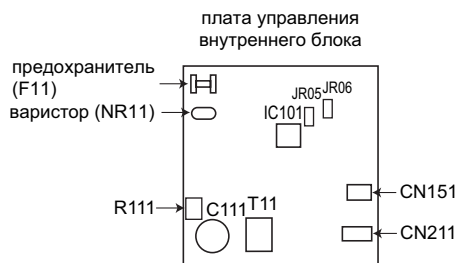 плата управления
внутреннего блока
предохранитель
(F11)
варистор (NR11)
JR05
JR06
IC101
R111
C111
T11
CN151
CN211